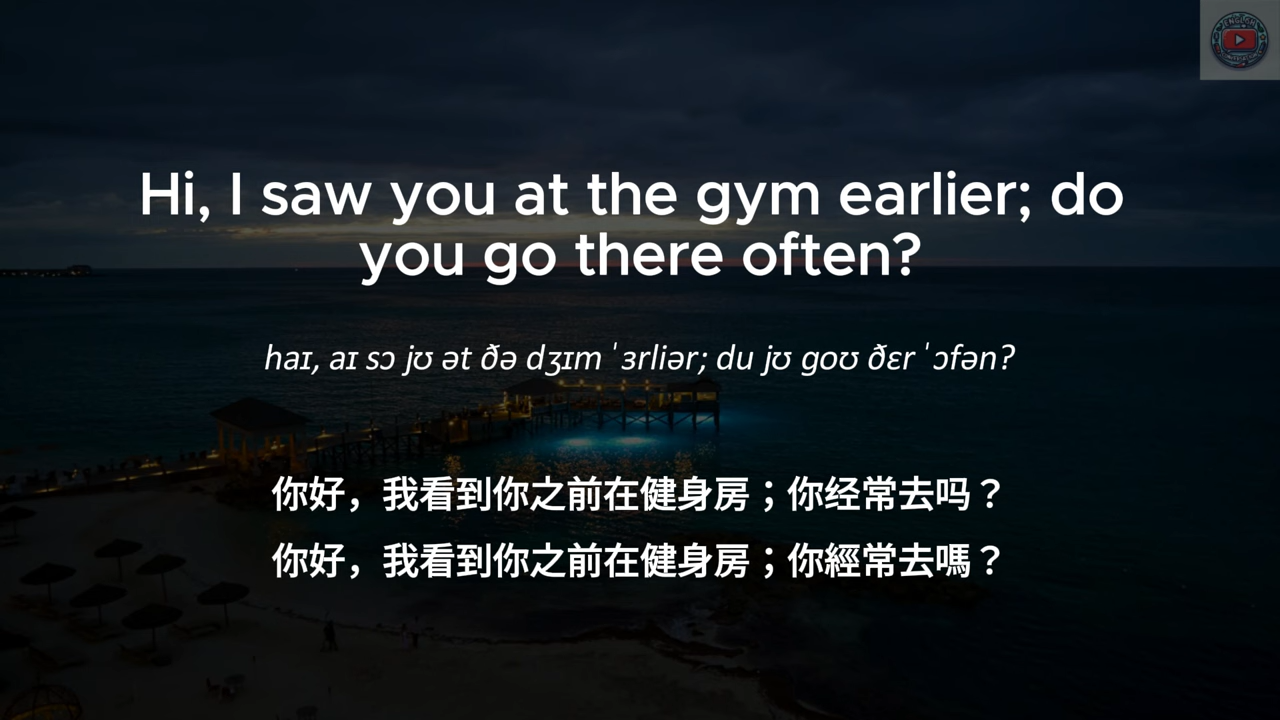 Hi, I saw you at the gym earlier; do
you go there often?
haɪ, aɪ sɔ jʊ ət ðə dʒɪm ˈɜrliər; du jʊ goʊ ðɛr ˈɔfən?
你好，我看到你之前在健身房；你经常去吗？
你好，我看到你之前在健身房；你經常去嗎？